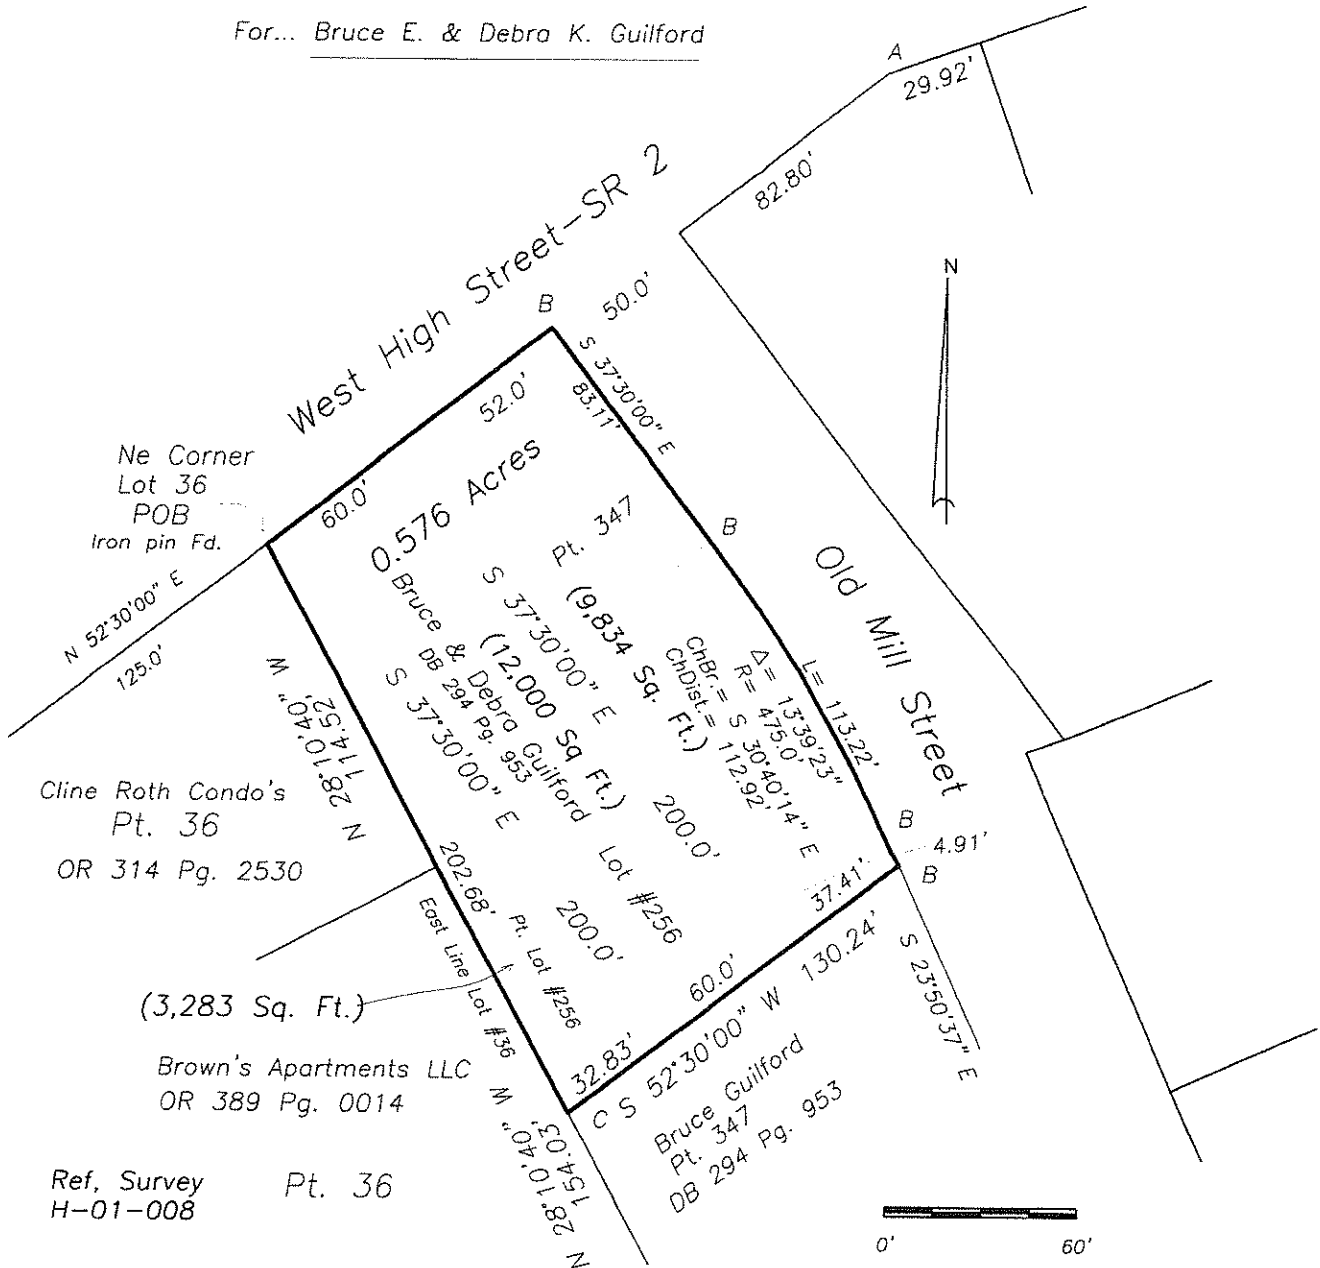 For... Bruce E. & Debra K. Guilford
A
29.92'
82.80'
West High Street-SR 2
N
B
50.0'
S 37°30'00" E
83.11'
52.0'
60.0'
Ne Corner
Lot 36
POB
Iron pin Fd.
N 52°30'00" E
125.0'
0.576 Acres
Pt. 347
(9,834 Sq. Ft.)
S 37°30'00" E
(12,000 Sq Ft.)
Bruce & Debra Guilford
DB 294 Pg. 953
S 37°30'00" E
B
Old Mill Street
L= 113.22'
Δ= 13°39'23"
R= 475.0'
ChBr.= S 30°40'14" E
ChDist.= 112.92'
N 28°10'40" W
114.52'
Cline Roth Condo's
Pt. 36
OR 314 Pg. 2530
200.0'
Lot #256
200.0'
202.68'
Pt. Lot #256
East Line Lot #36
B
4.91'
B
37.41'
60.0'
32.83'
130.24'
S 52°30'00" W
C
S 23°50'37" E
(3,283 Sq. Ft.)
Brown's Apartments LLC
OR 389 Pg. 0014
Bruce Guilford
Pt. 347
DB 294 Pg. 953
N 28°10'40" W
154.03'
Ref, Survey
H-01-008
Pt. 36
0'
60'